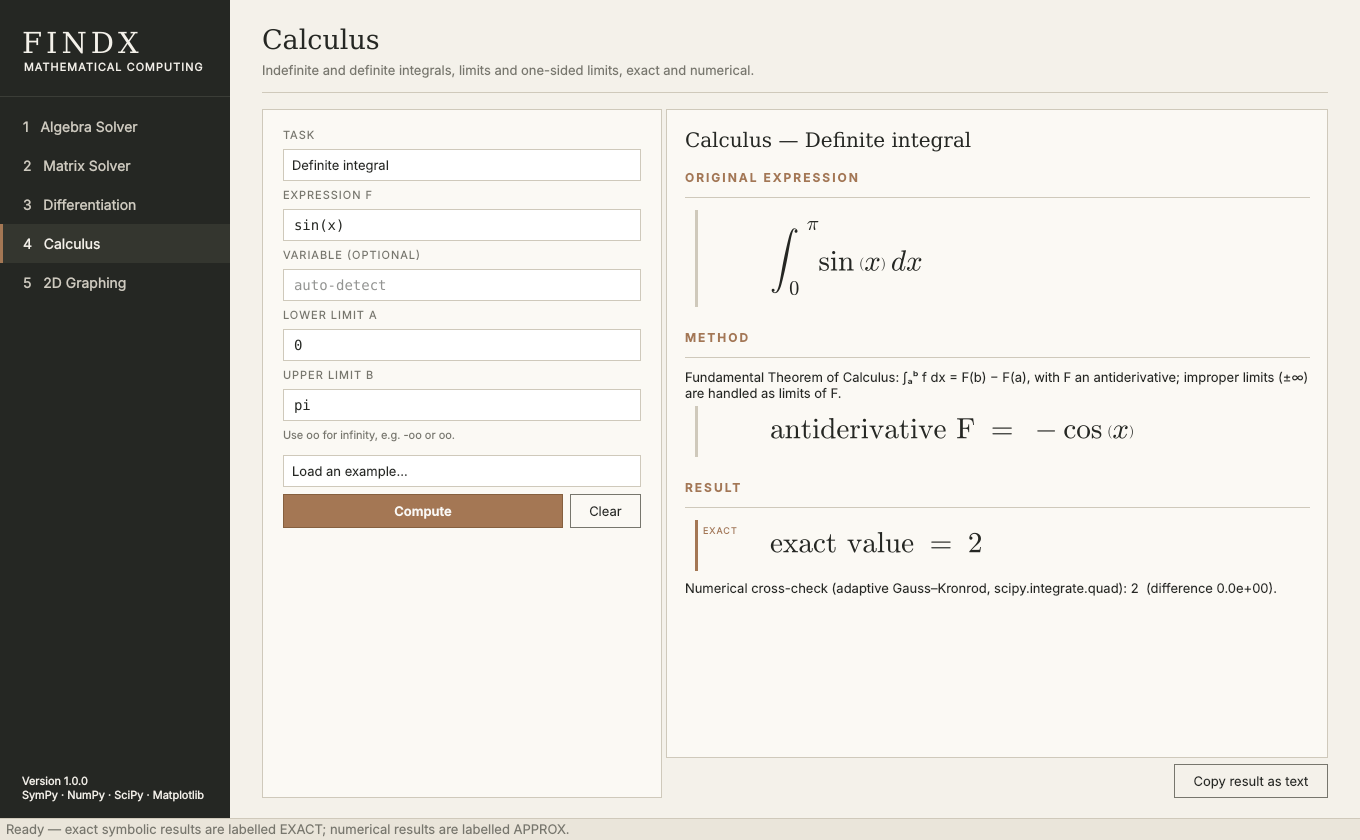 FINDX
MATHEMATICAL COMPUTING
1 Algebra Solver
2 Matrix Solver
3 Differentiation
4 Calculus
5 2D Graphing
Version 1.0.0
SymPy · NumPy · SciPy · Matplotlib
Calculus
Indefinite and definite integrals, limits and one-sided limits, exact and numerical.
TASK
Definite integral
EXPRESSION F
sin(x)
VARIABLE (OPTIONAL)
auto-detect
LOWER LIMIT A
0
UPPER LIMIT B
pi
Use oo for infinity, e.g. -oo or oo.
Load an example...
Compute
Clear
Calculus — Definite integral
ORIGINAL EXPRESSION
∫₀^π sin (x) dx
METHOD
Fundamental Theorem of Calculus: ∫ₐᵇ f dx = F(b) − F(a), with F an antiderivative; improper limits (±∞)
are handled as limits of F.
antiderivative F = − cos (x)
RESULT
EXACT
exact value = 2
Numerical cross-check (adaptive Gauss–Kronrod, scipy.integrate.quad): 2 (difference 0.0e+00).
Copy result as text
Ready — exact symbolic results are labelled EXACT; numerical results are labelled APPROX.